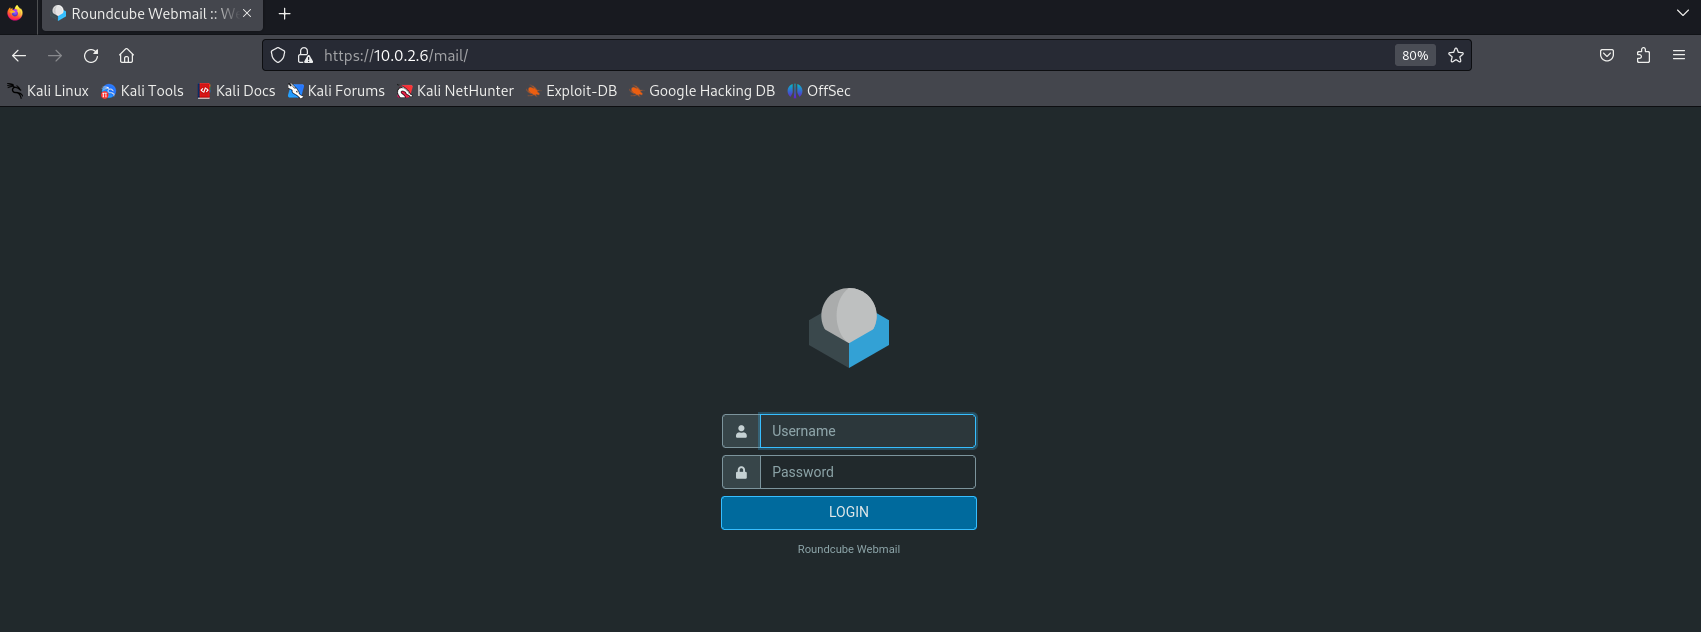 Roundcube Webmail :: W
https://10.0.2.6/mail/
80%
Kali Linux Kali Tools Kali Docs Kali Forums Kali NetHunter Exploit-DB Google Hacking DB OffSec
Username
Password
LOGIN
Roundcube Webmail